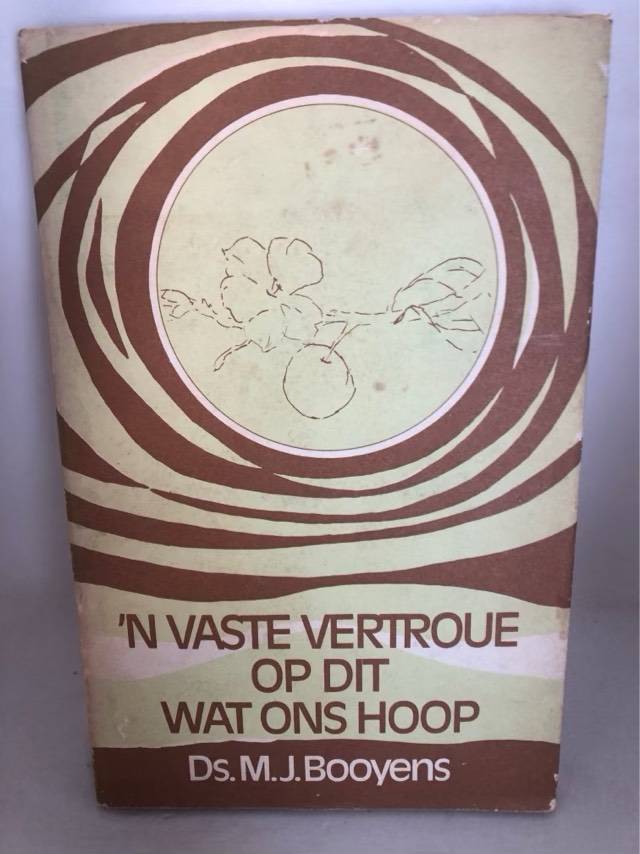 'N VASTE VERTROUE
OP DIT
WAT ONS HOOP
Ds. M. J. Booyens